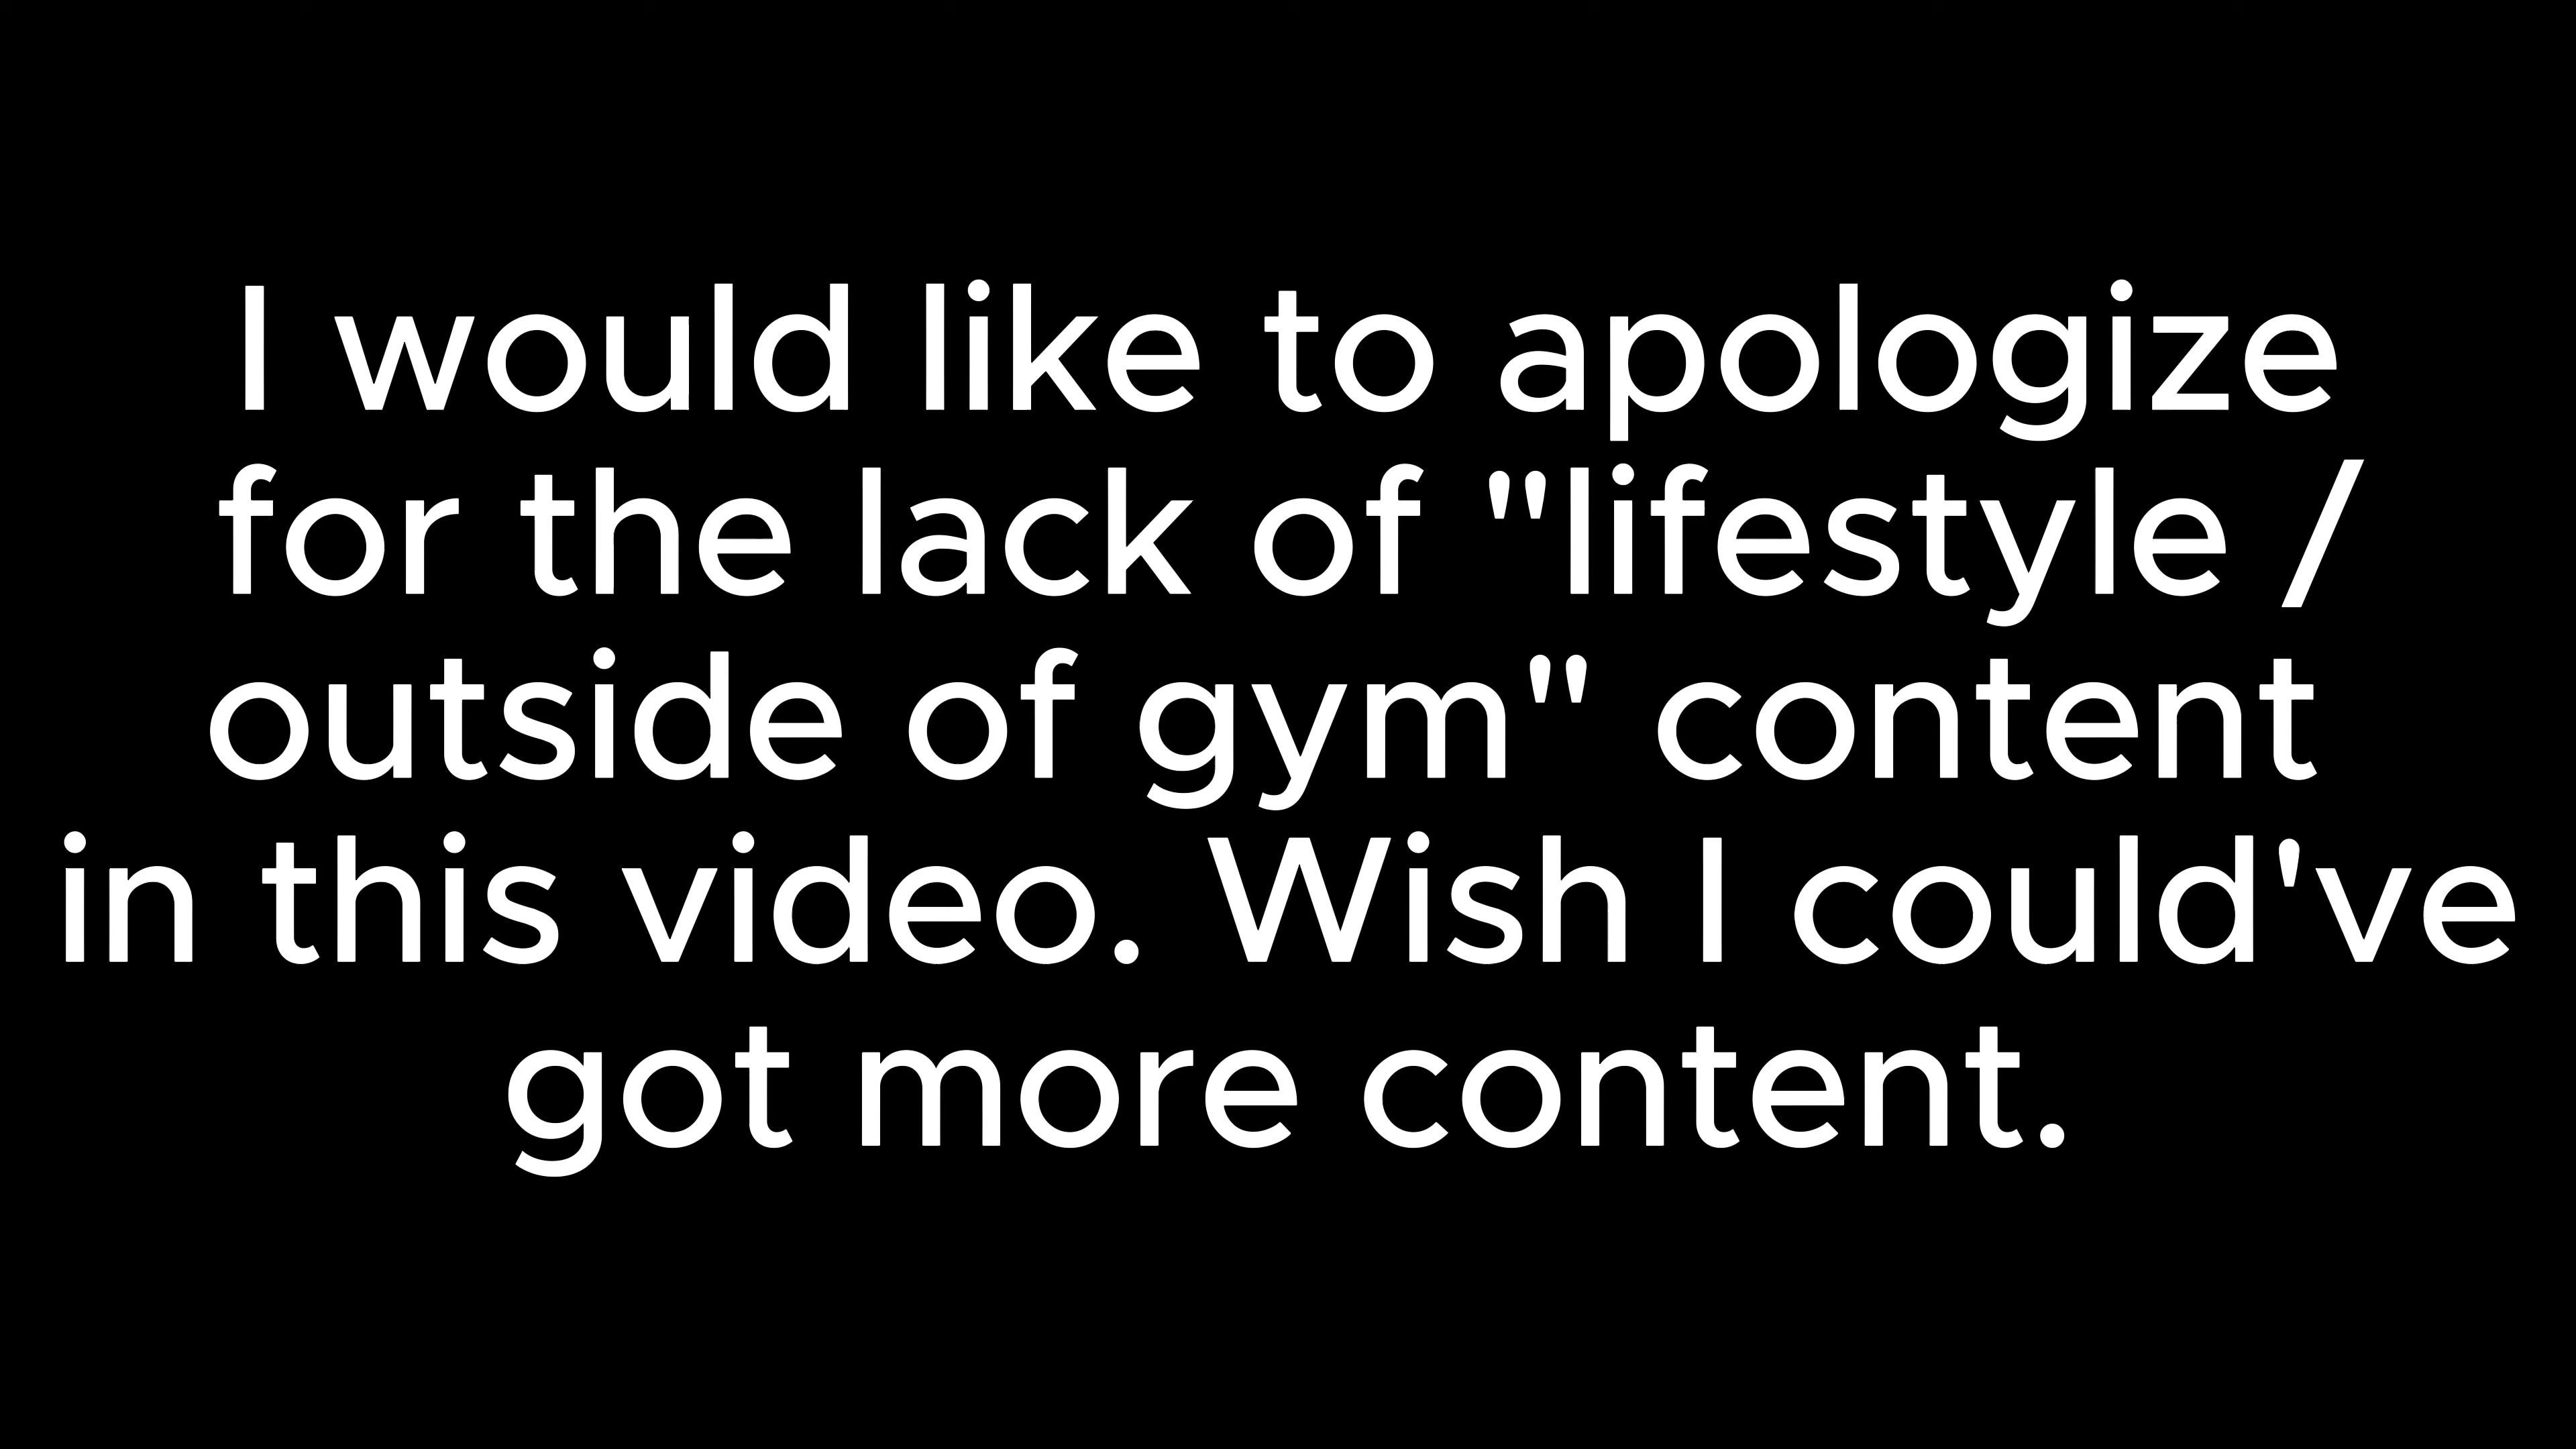 I would like to apologize
for the lack of "lifestyle /
outside of gym" content
in this video. Wish I could've
got more content.